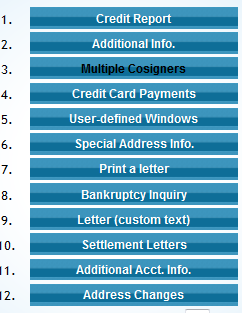 1. Credit Report
2. Additional Info.
3. Multiple Cosigners
4. Credit Card Payments
5. User-defined Windows
6. Special Address Info.
7. Print a letter
8. Bankruptcy Inquiry
9. Letter (custom text)
10. Settlement Letters
11. Additional Acct. Info.
12. Address Changes